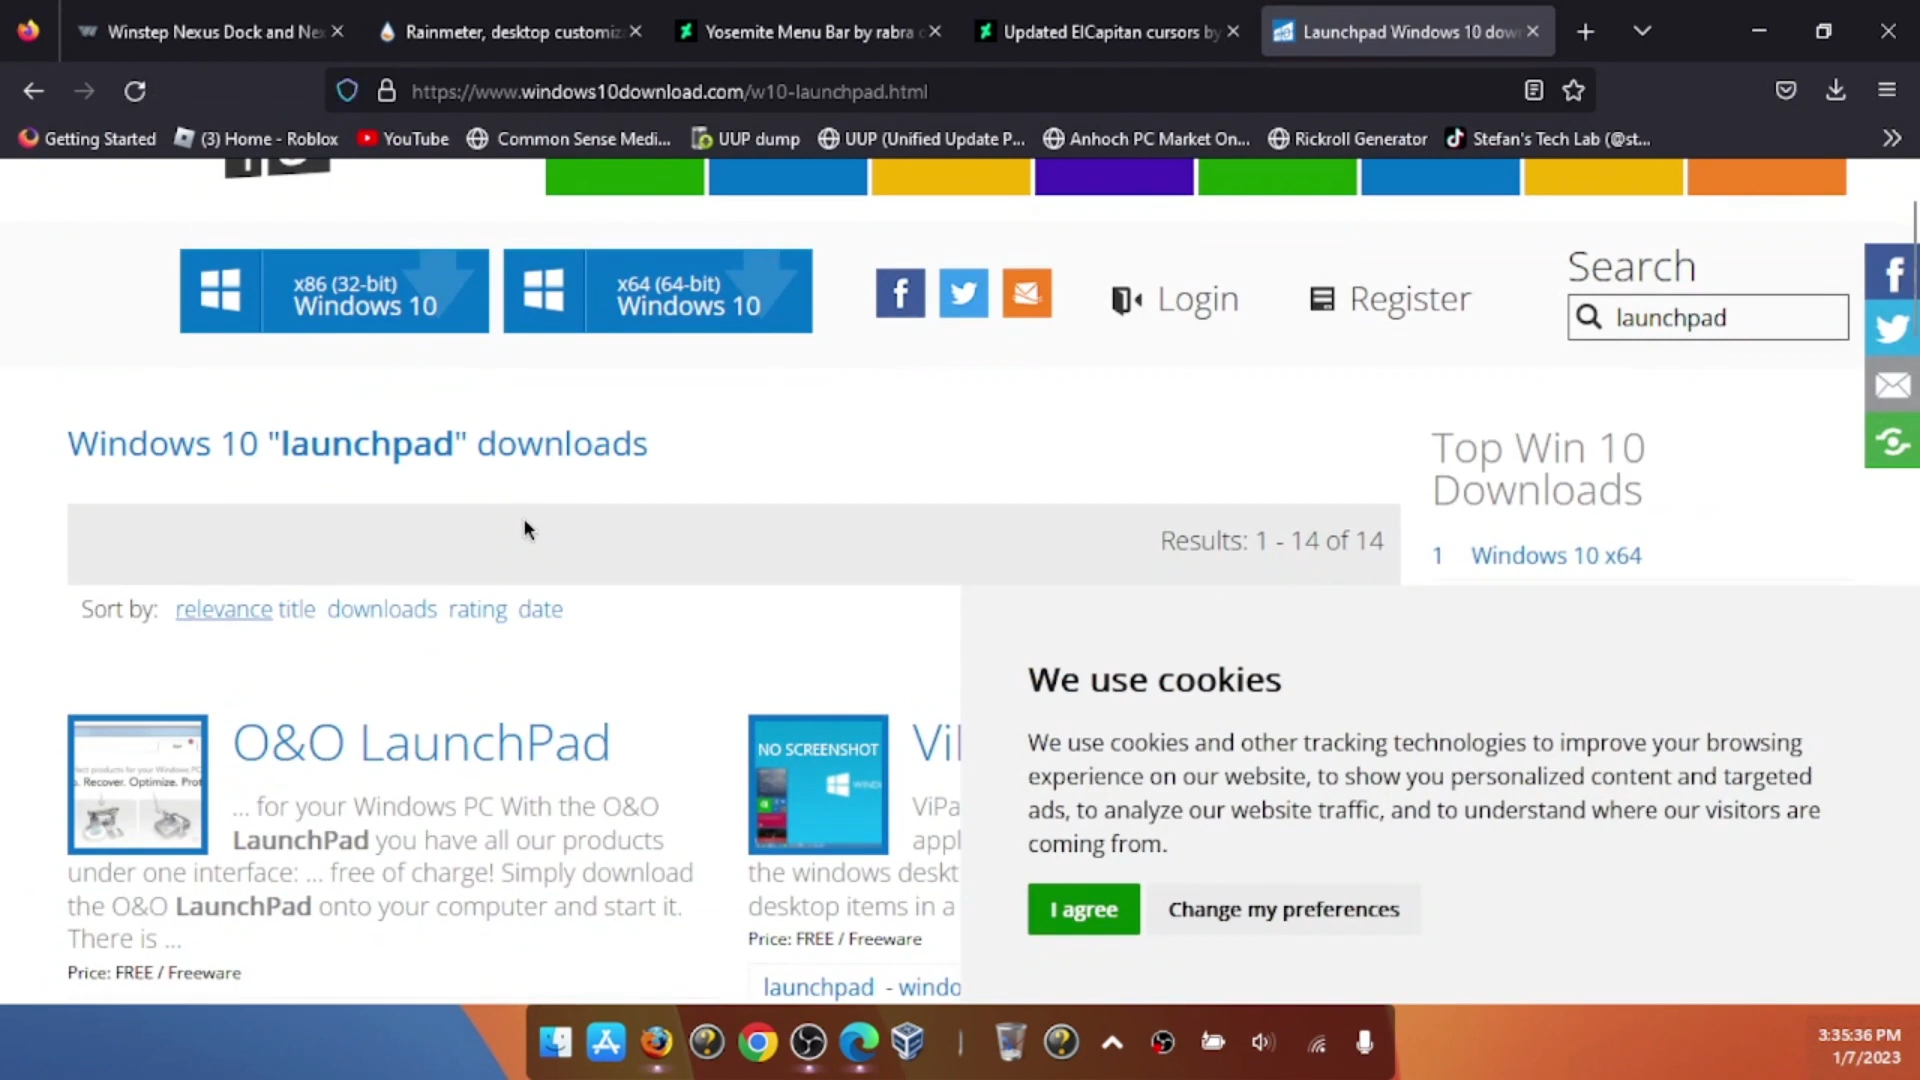 Winstep Nexus Dock and Nex
Rainmeter, desktop customiz
Yosemite Menu Bar by rabra o
Updated ElCapitan cursors by
Launchpad Windows 10 down
https://www.windows10download.com/w10-launchpad.html
Getting Started
(3) Home - Roblox
YouTube
Common Sense Medi...
UUP dump
UUP (Unified Update P...
Anhoch PC Market On...
Rickroll Generator
Stefan's Tech Lab (@st...
x86 (32-bit)
Windows 10
x64 (64-bit)
Windows 10
Login
Register
Search
launchpad
Windows 10 "launchpad" downloads
Results: 1 - 14 of 14
Sort by: relevance title downloads rating date
Top Win 10
Downloads
1 Windows 10 x64
O&O LaunchPad
... for your Windows PC With the O&O
LaunchPad you have all our products
under one interface: ... free of charge! Simply download
the O&O LaunchPad onto your computer and start it.
There is ...
Price: FREE / Freeware
NO SCREENSHOT
Vi
ViPa
appl
the windows deskt
desktop items in a
Price: FREE / Freeware
launchpad - windo
We use cookies
We use cookies and other tracking technologies to improve your browsing
experience on our website, to show you personalized content and targeted
ads, to analyze our website traffic, and to understand where our visitors are
coming from.
I agree
Change my preferences
3:35:36 PM
1/7/2023